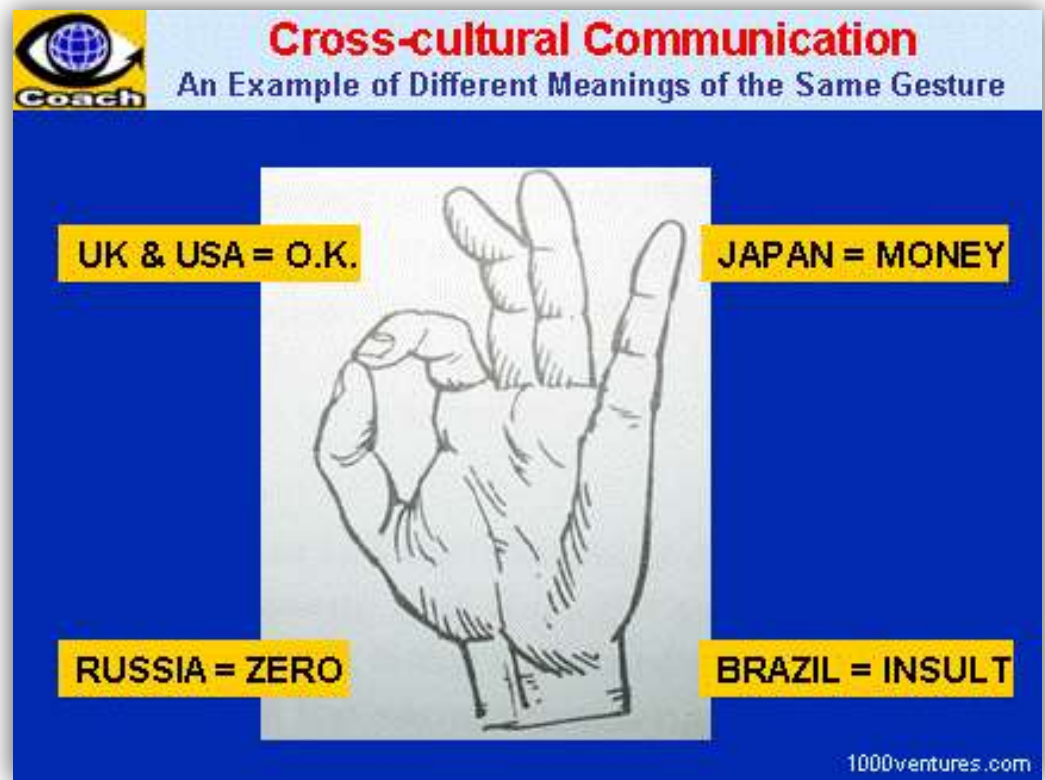 Coach
Cross-cultural Communication
An Example of Different Meanings of the Same Gesture
UK & USA = O.K.
JAPAN = MONEY
RUSSIA = ZERO
BRAZIL = INSULT
1000ventures.com